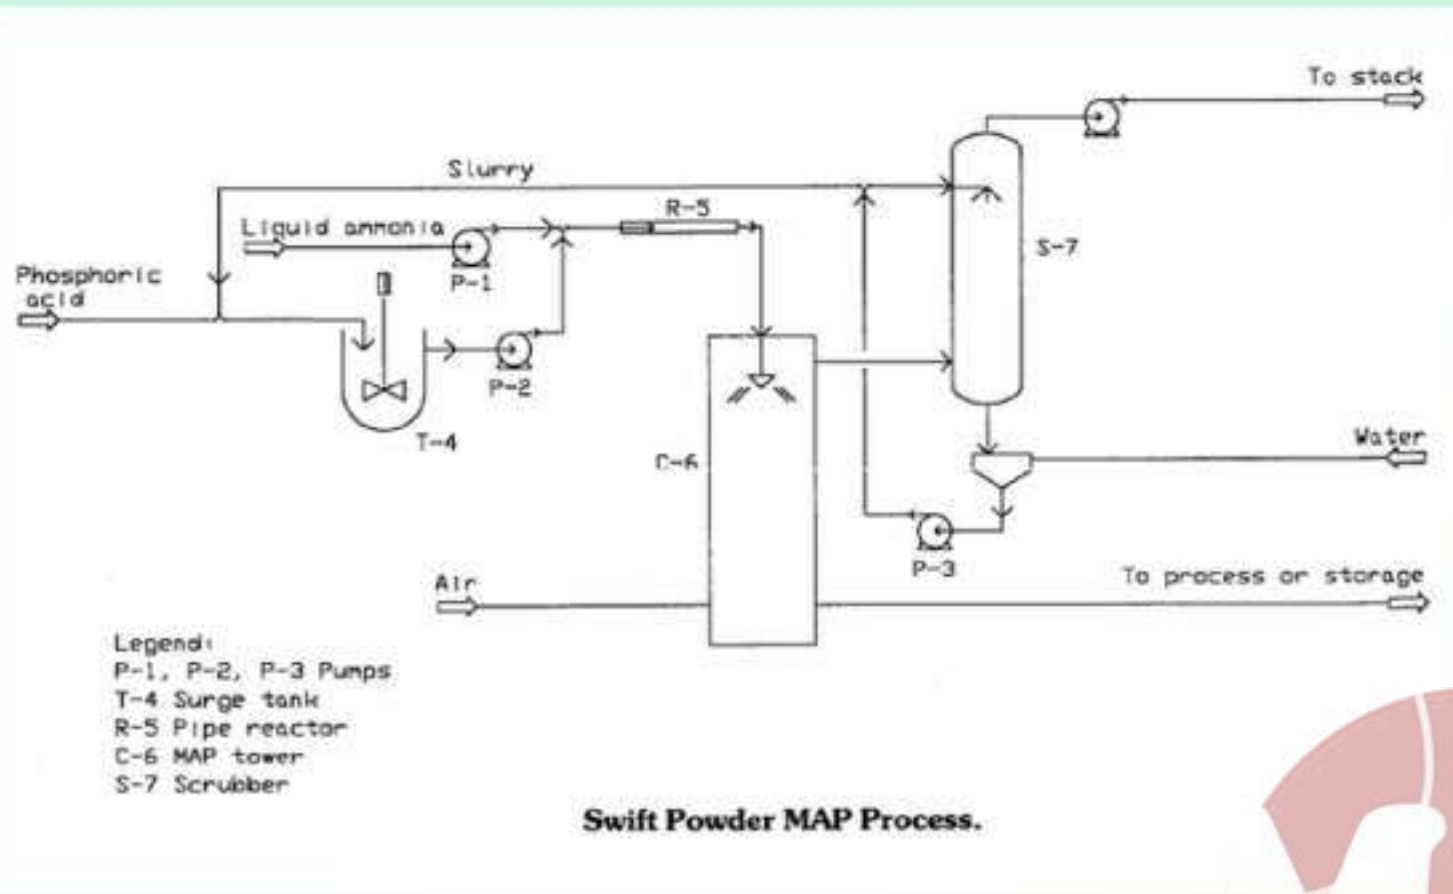 To stack
Slurry
R-5
Liquid ammonia
S-7
Phosphoric
acid
P-1
P-2
T-4
Water
C-6
P-3
Air
To process or storage
Legend:
P-1, P-2, P-3 Pumps
T-4 Surge tank
R-5 Pipe reactor
C-6 MAP tower
S-7 Scrubber
Swift Powder MAP Process.